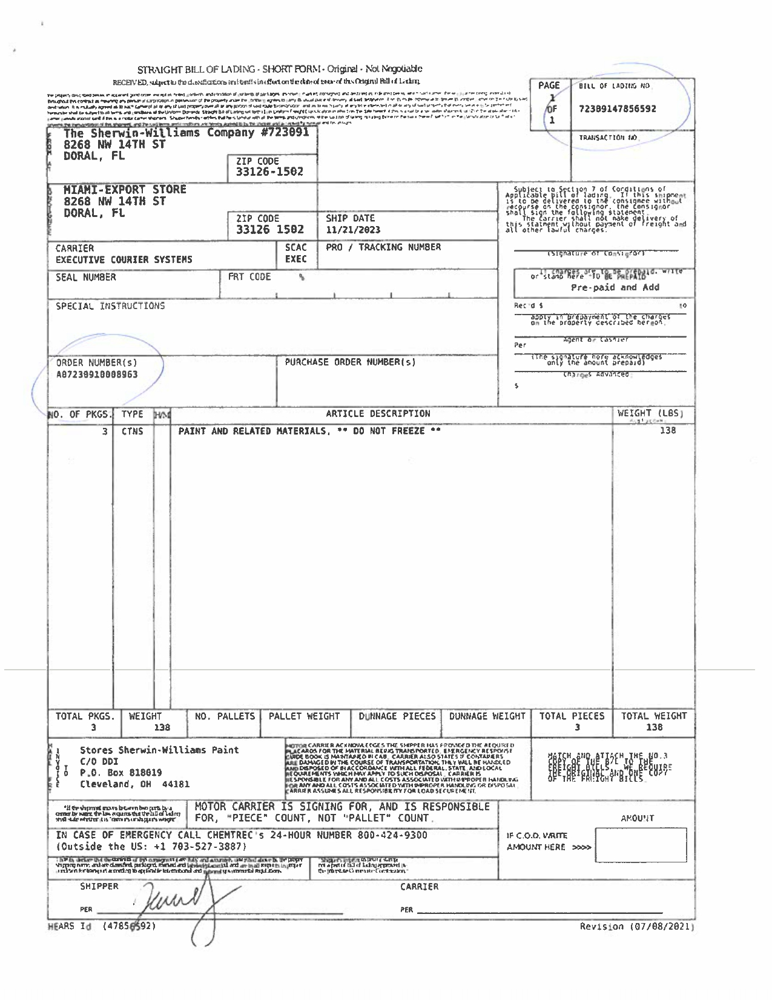 STRAIGHT BILL OF LADING - SHORT FORM - Original - Not Negotiable
RECEIVED, subject to the classifications and tariffs in effect on the date of issue of this Original Bill of Lading,
PAGE
1
OF
1
BILL OF LADING NO.
72309147856592
TRANSACTION NO.
The Sherwin-Williams Company #723091
8268 NW 14TH ST
DORAL, FL
ZIP CODE
33126-1502
MIAMI-EXPORT STORE
8268 NW 14TH ST
DORAL, FL
ZIP CODE
33126 1502
SHIP DATE
11/21/2023
Subject to Section 7 of Conditions of
Applicable bill of lading. If this shipment
is to be delivered to the consignee without
recourse on the consignor, the consignor
shall sign the following statement.
The carrier shall not make delivery of
this statment without payment of freight and
all other lawful charges.
(Signature of Consignor)
CARRIER
EXECUTIVE COURIER SYSTEMS
SCAC
EXEC
PRO / TRACKING NUMBER
SEAL NUMBER
FRT CODE
If charges are to be prepaid, write
or stamp here "TO BE PREPAID
Pre-paid and Add
SPECIAL INSTRUCTIONS
Rec'd $ to
apply in prepayment of the charges
on the property described hereon.
Agent or Cashier
Per
(The signature here acknowledges
only the amount prepaid)
Charges Advanced
$
ORDER NUMBER(s)
A07230910008963
PURCHASE ORDER NUMBER(s)
NO. OF PKGS. TYPE H/M ARTICLE DESCRIPTION WEIGHT (LBS)
3 CTNS PAINT AND RELATED MATERIALS, ** DO NOT FREEZE ** 138
TOTAL PKGS. WEIGHT NO. PALLETS PALLET WEIGHT DUNNAGE PIECES DUNNAGE WEIGHT TOTAL PIECES TOTAL WEIGHT
3 138 3 138
Stores Sherwin-Williams Paint
C/O DDI
P.O. Box 818019
Cleveland, OH 44181
MOTOR CARRIER ACKNOWLEDGES THE SHIPPER HAS PROVIDED THE REQUIRED
PLACARDS FOR THE MATERIAL BEING TRANSPORTED, EMERGENCY RESPONSE
GUIDE BOOK IS MAINTAINED IN CAB, CARRIER ALSO STATES IF CONTAINERS
ARE DAMAGED IN THE COURSE OF TRANSPORTATION, THEY WILL BE HANDLED
AND DISPOSED OF IN ACCORDANCE WITH ALL FEDERAL, STATE, AND LOCAL
REQUIREMENTS WHICH MAY APPLY TO SUCH DISPOSAL, CARRIER IS
RESPONSIBLE FOR ANY AND ALL COSTS ASSOCIATED WITH IMPROPER HANDLING
FOR ANY AND ALL COSTS ASSOCIATED WITH IMPROPER HANDLING OR DISPOSAL
CARRIER ASSUMES ALL RESPONSIBILITY FOR LOAD SECUREMENT.
MATCH AND ATTACH THE NO.3
COPY OF THE B/L TO THE
FREIGHT BILLS. WE REQUIRE
THE ORIGINAL AND ONE COPY
OF THE FREIGHT BILLS.
MOTOR CARRIER IS SIGNING FOR, AND IS RESPONSIBLE
FOR, "PIECE" COUNT, NOT "PALLET" COUNT.
AMOUNT
IN CASE OF EMERGENCY CALL CHEMTREC's 24-HOUR NUMBER 800-424-9300
(Outside the US: +1 703-527-3887)
IF C.O.D. WRITE
AMOUNT HERE >>>>
SHIPPER
PER
CARRIER
PER
HEARS Id (47856592)
Revision (07/08/2021)